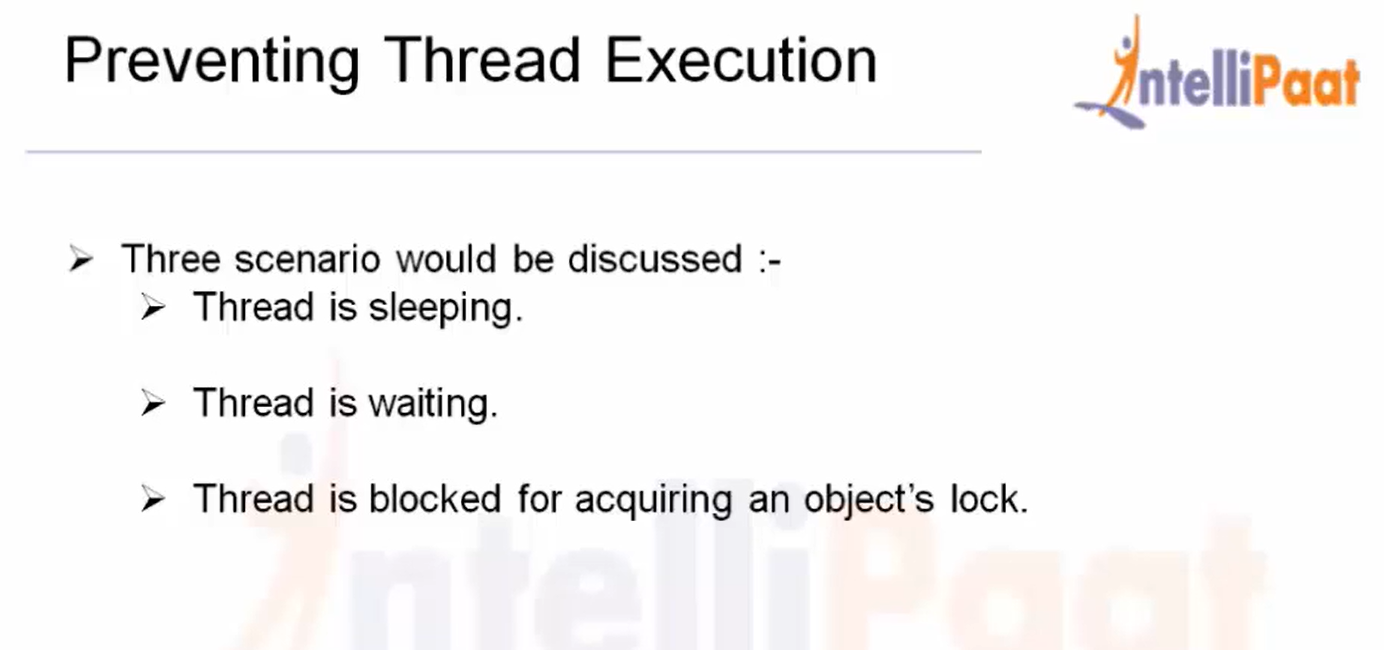 Preventing Thread Execution
IntelliPaat
➢ Three scenario would be discussed :-
➢ Thread is sleeping.
➢ Thread is waiting.
➢ Thread is blocked for acquiring an object’s lock.
IntelliPaat